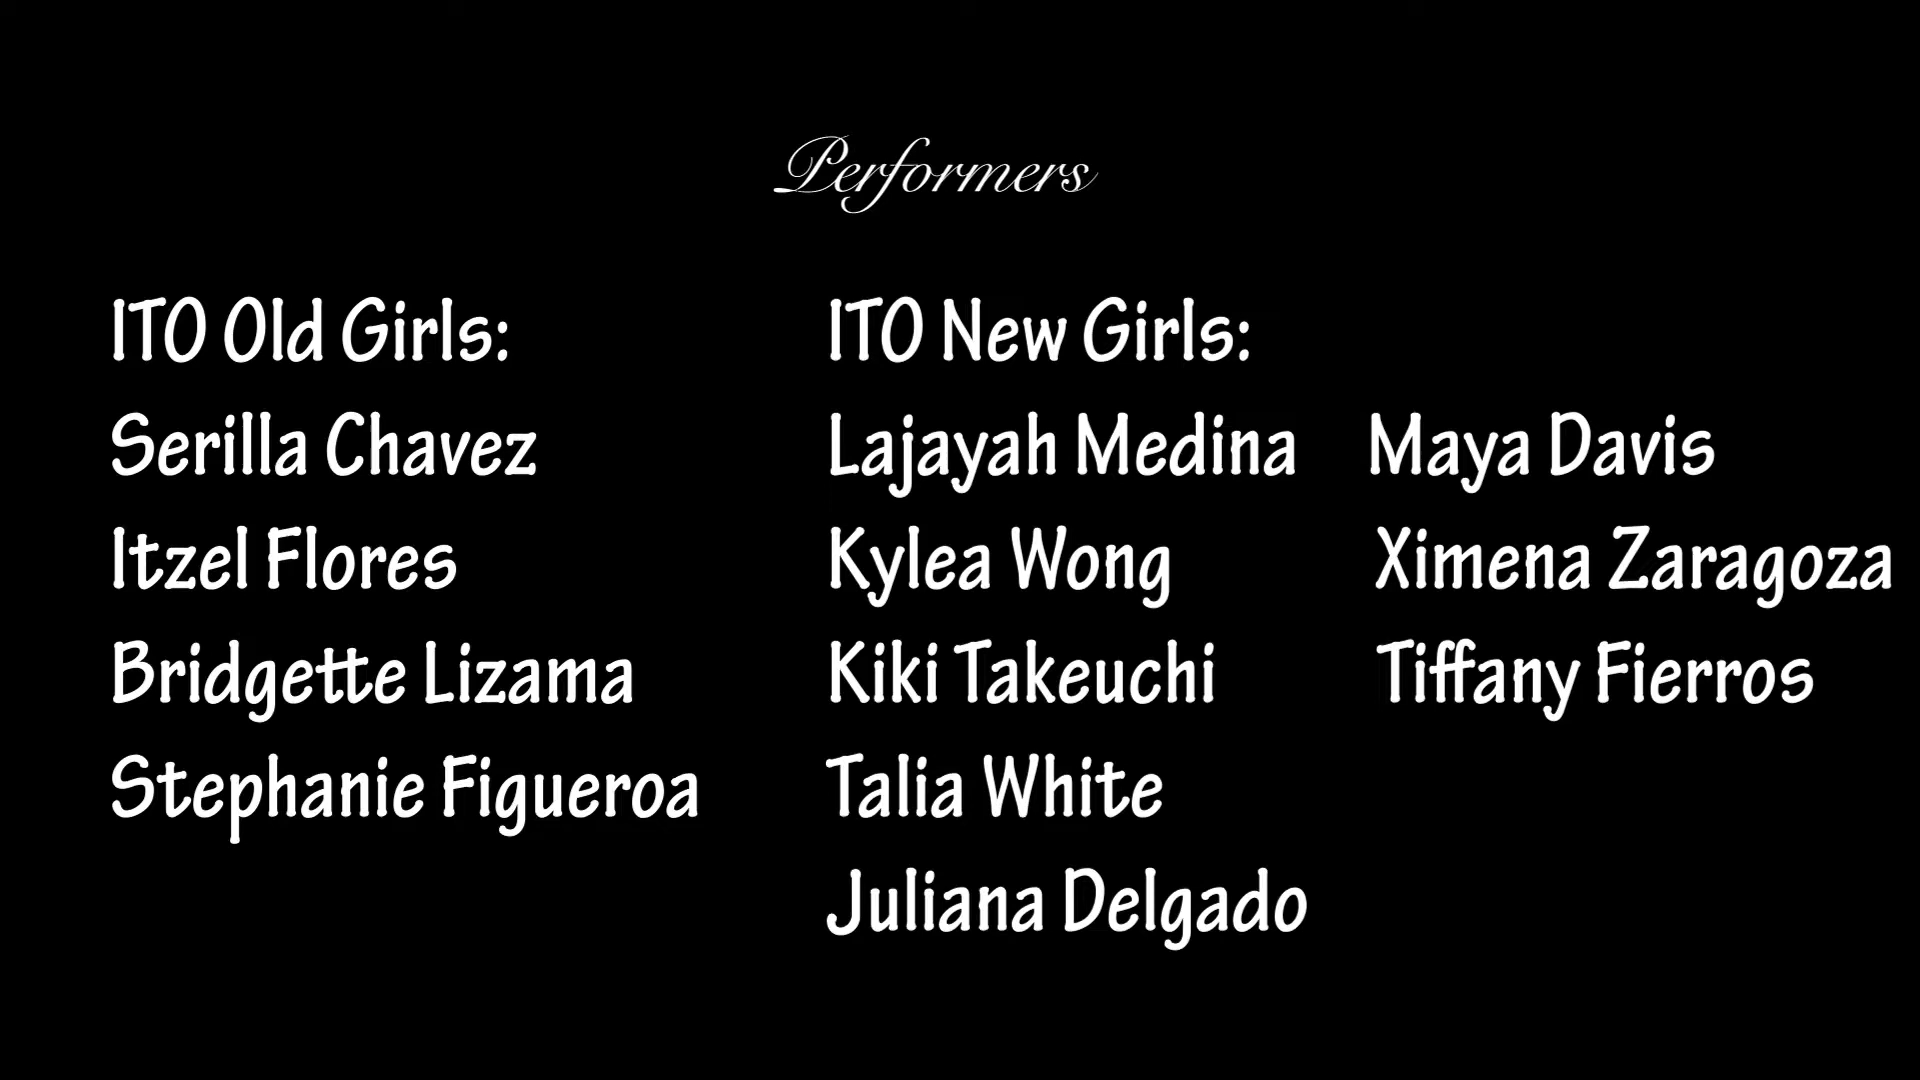 Performers
ITO Old Girls:
Serilla Chavez
Itzel Flores
Bridgette Lizama
Stephanie Figueroa
ITO New Girls:
Lajayah Medina
Kylea Wong
Kiki Takeuchi
Talia White
Juliana Delgado
Maya Davis
Ximena Zaragoza
Tiffany Fierros